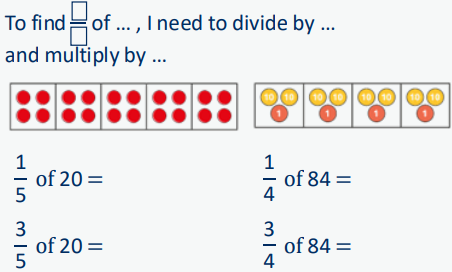 To find □/□ of ... , I need to divide by ...
and multiply by ...
10 10 1 10 10 1 10 10 1 10 10 1
1/5 of 20 =
1/4 of 84 =
3/5 of 20 =
3/4 of 84 =